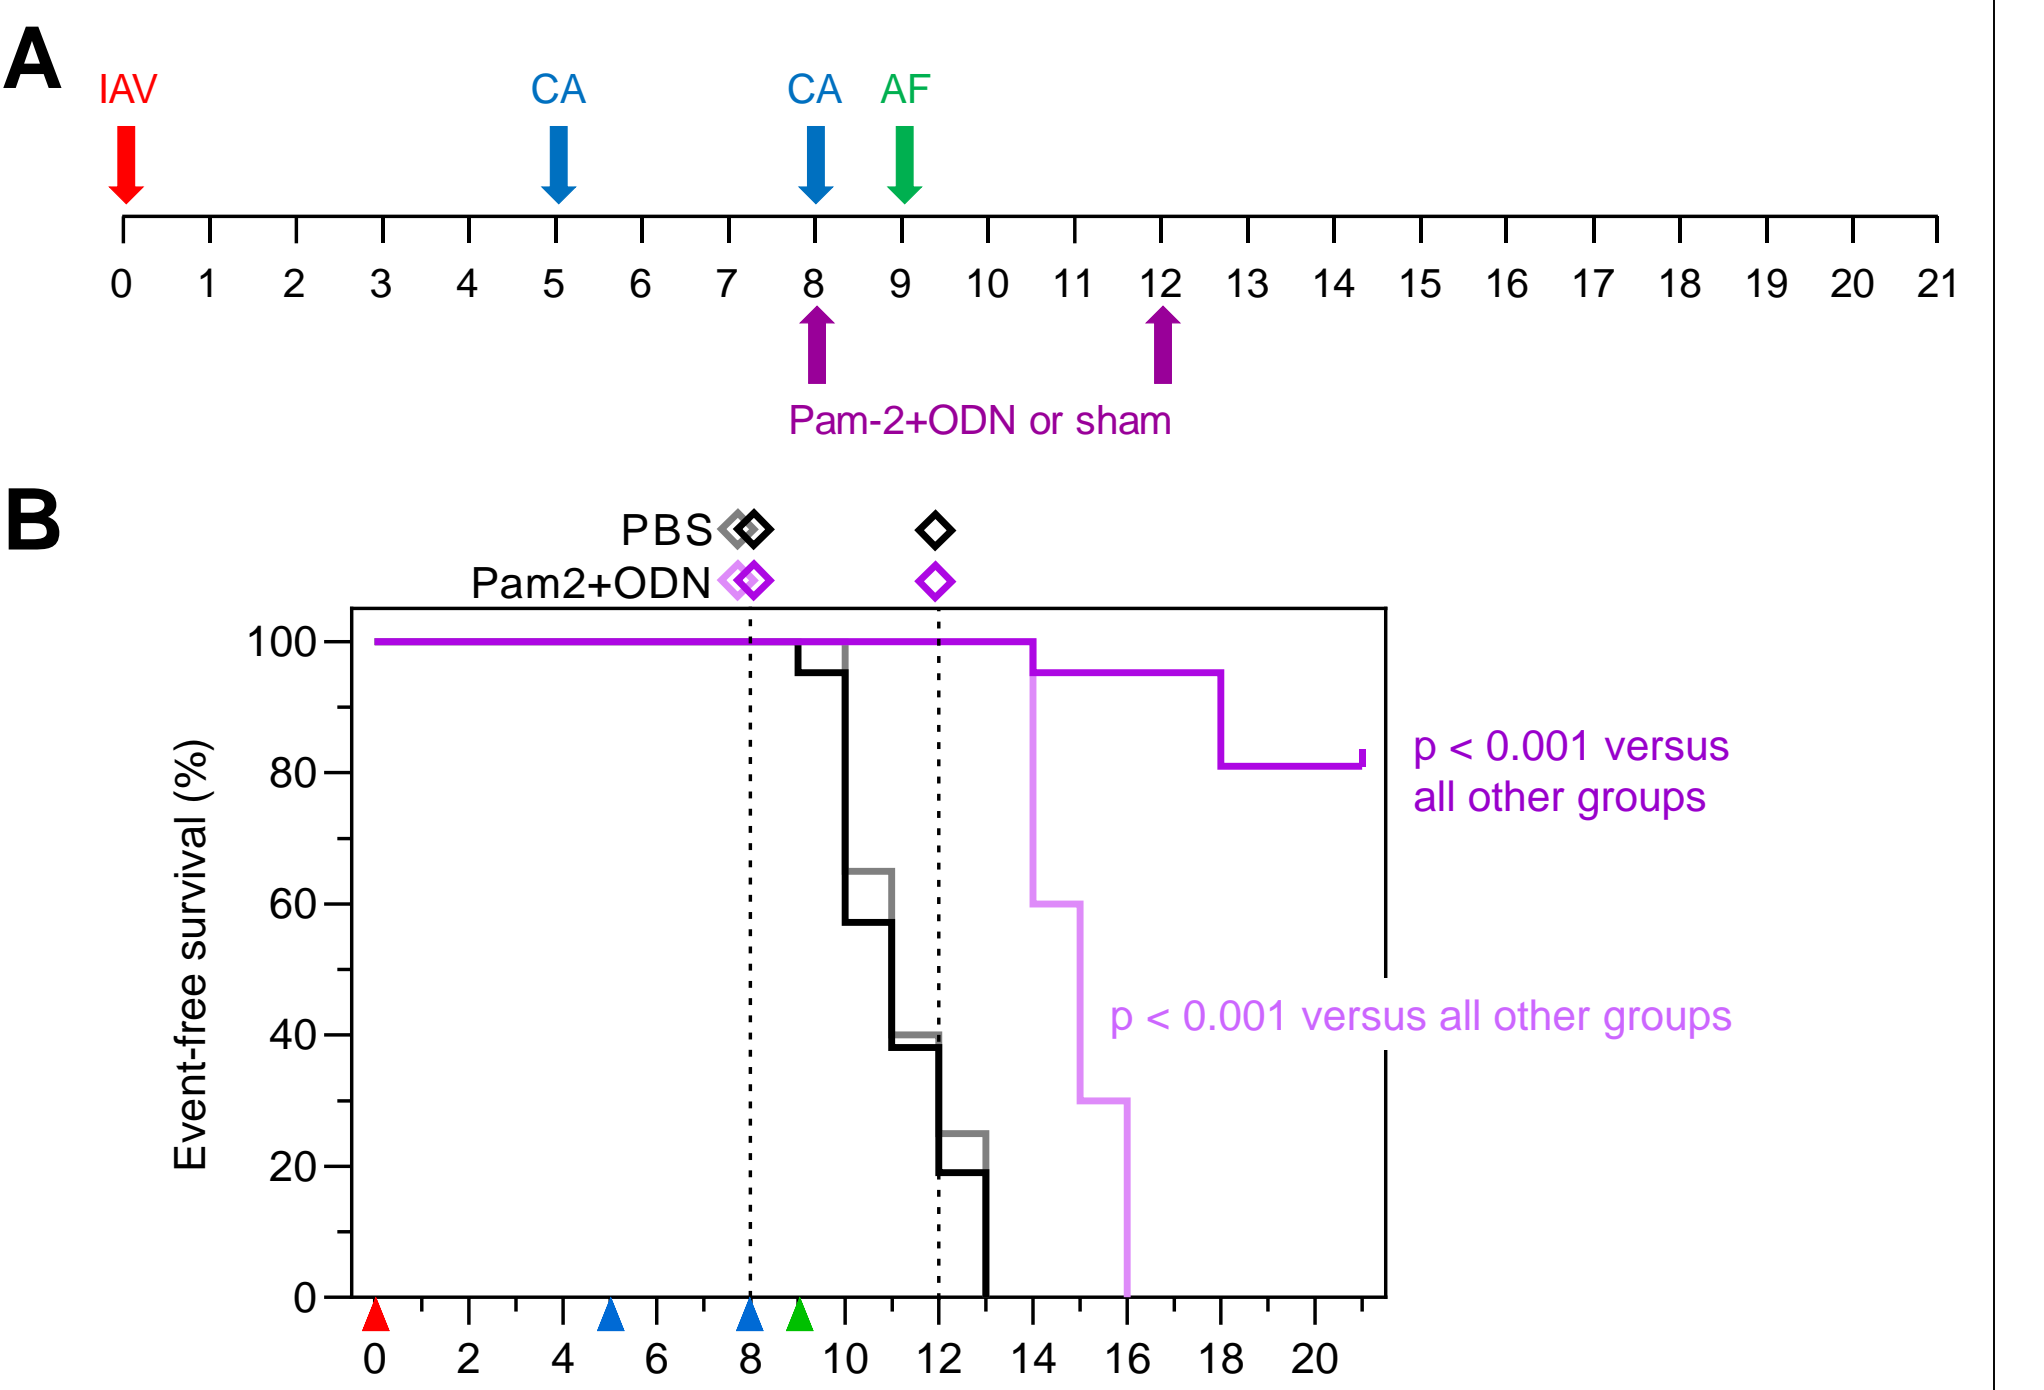 A
IAV CA CA AF
0 1 2 3 4 5 6 7 8 9 10 11 12 13 14 15 16 17 18 19 20 21
Pam-2+ODN or sham
B
PBS
Pam2+ODN
Event-free survival (%)
100
80
60
40
20
0
p < 0.001 versus
all other groups
p < 0.001 versus all other groups
0 2 4 6 8 10 12 14 16 18 20